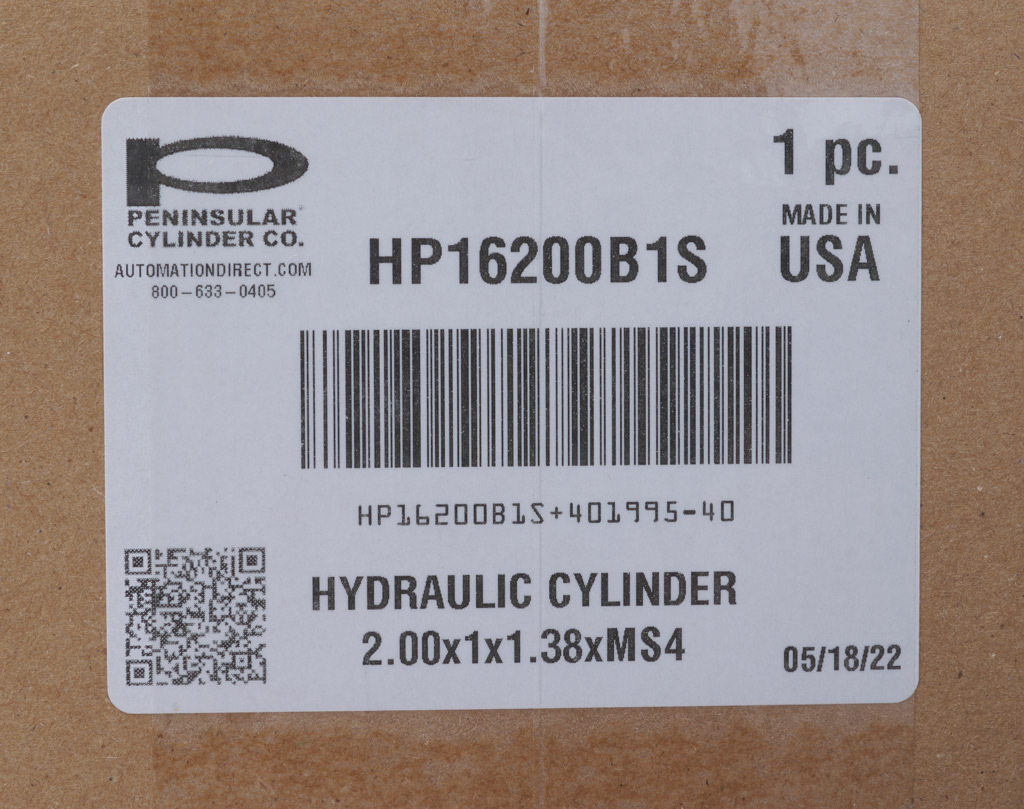 PENINSULAR
CYLINDER CO.
AUTOMATIONDIRECT.COM
800-633-0405
HP16200B1S
1 pc.
MADE IN
USA
HP16200B1S+401995-40
HYDRAULIC CYLINDER
2.00x1x1.38xMS4
05/18/22